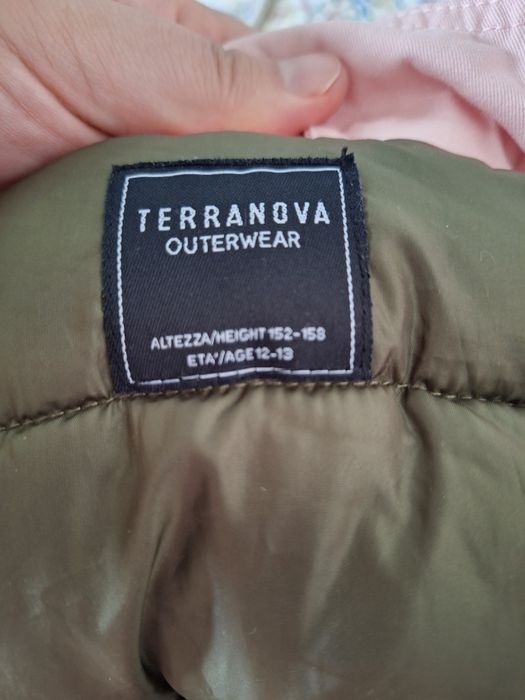 TERRANOVA
OUTERWEAR
ALTEZZA/HEIGHT 152-158
ETA'/AGE 12-13